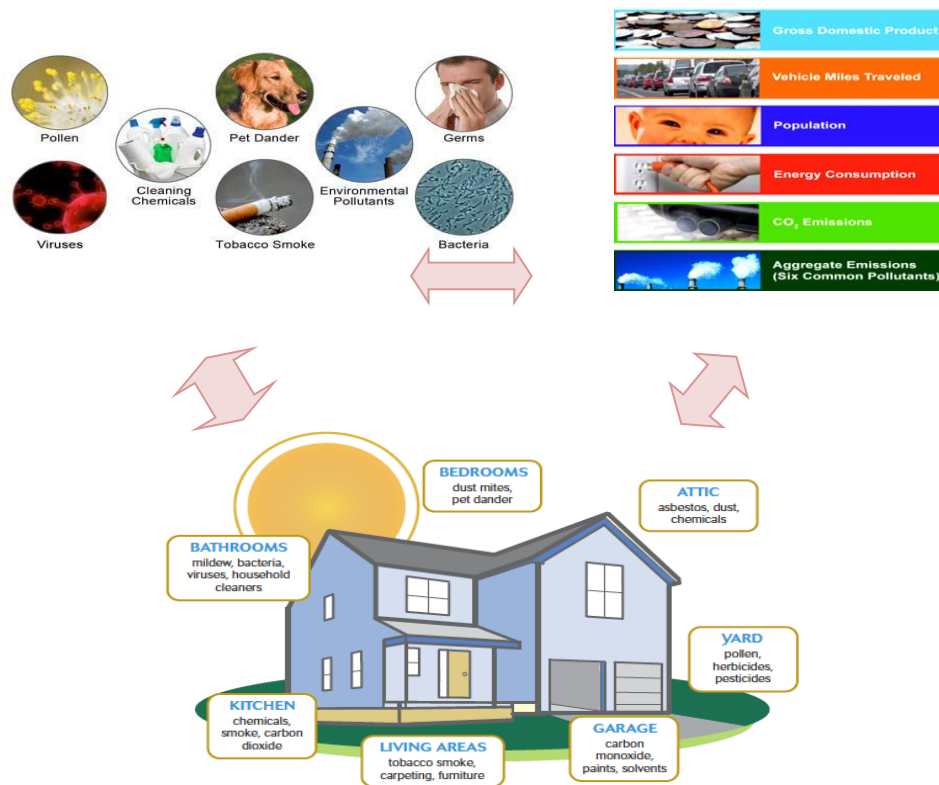 Pollen
Cleaning
Chemicals
Pet Dander
Environmental
Pollutants
Germs
Viruses
Tobacco Smoke
Bacteria
Gross Domestic Product
Vehicle Miles Traveled
Population
Energy Consumption
CO₂ Emissions
Aggregate Emissions
(Six Common Pollutants)
BEDROOMS
dust mites,
pet dander
ATTIC
asbestos, dust,
chemicals
BATHROOMS
mildew, bacteria,
viruses, household
cleaners
YARD
pollen,
herbicides,
pesticides
KITCHEN
chemicals,
smoke, carbon
dioxide
LIVING AREAS
tobacco smoke,
carpeting, furniture
GARAGE
carbon
monoxide,
paints, solvents